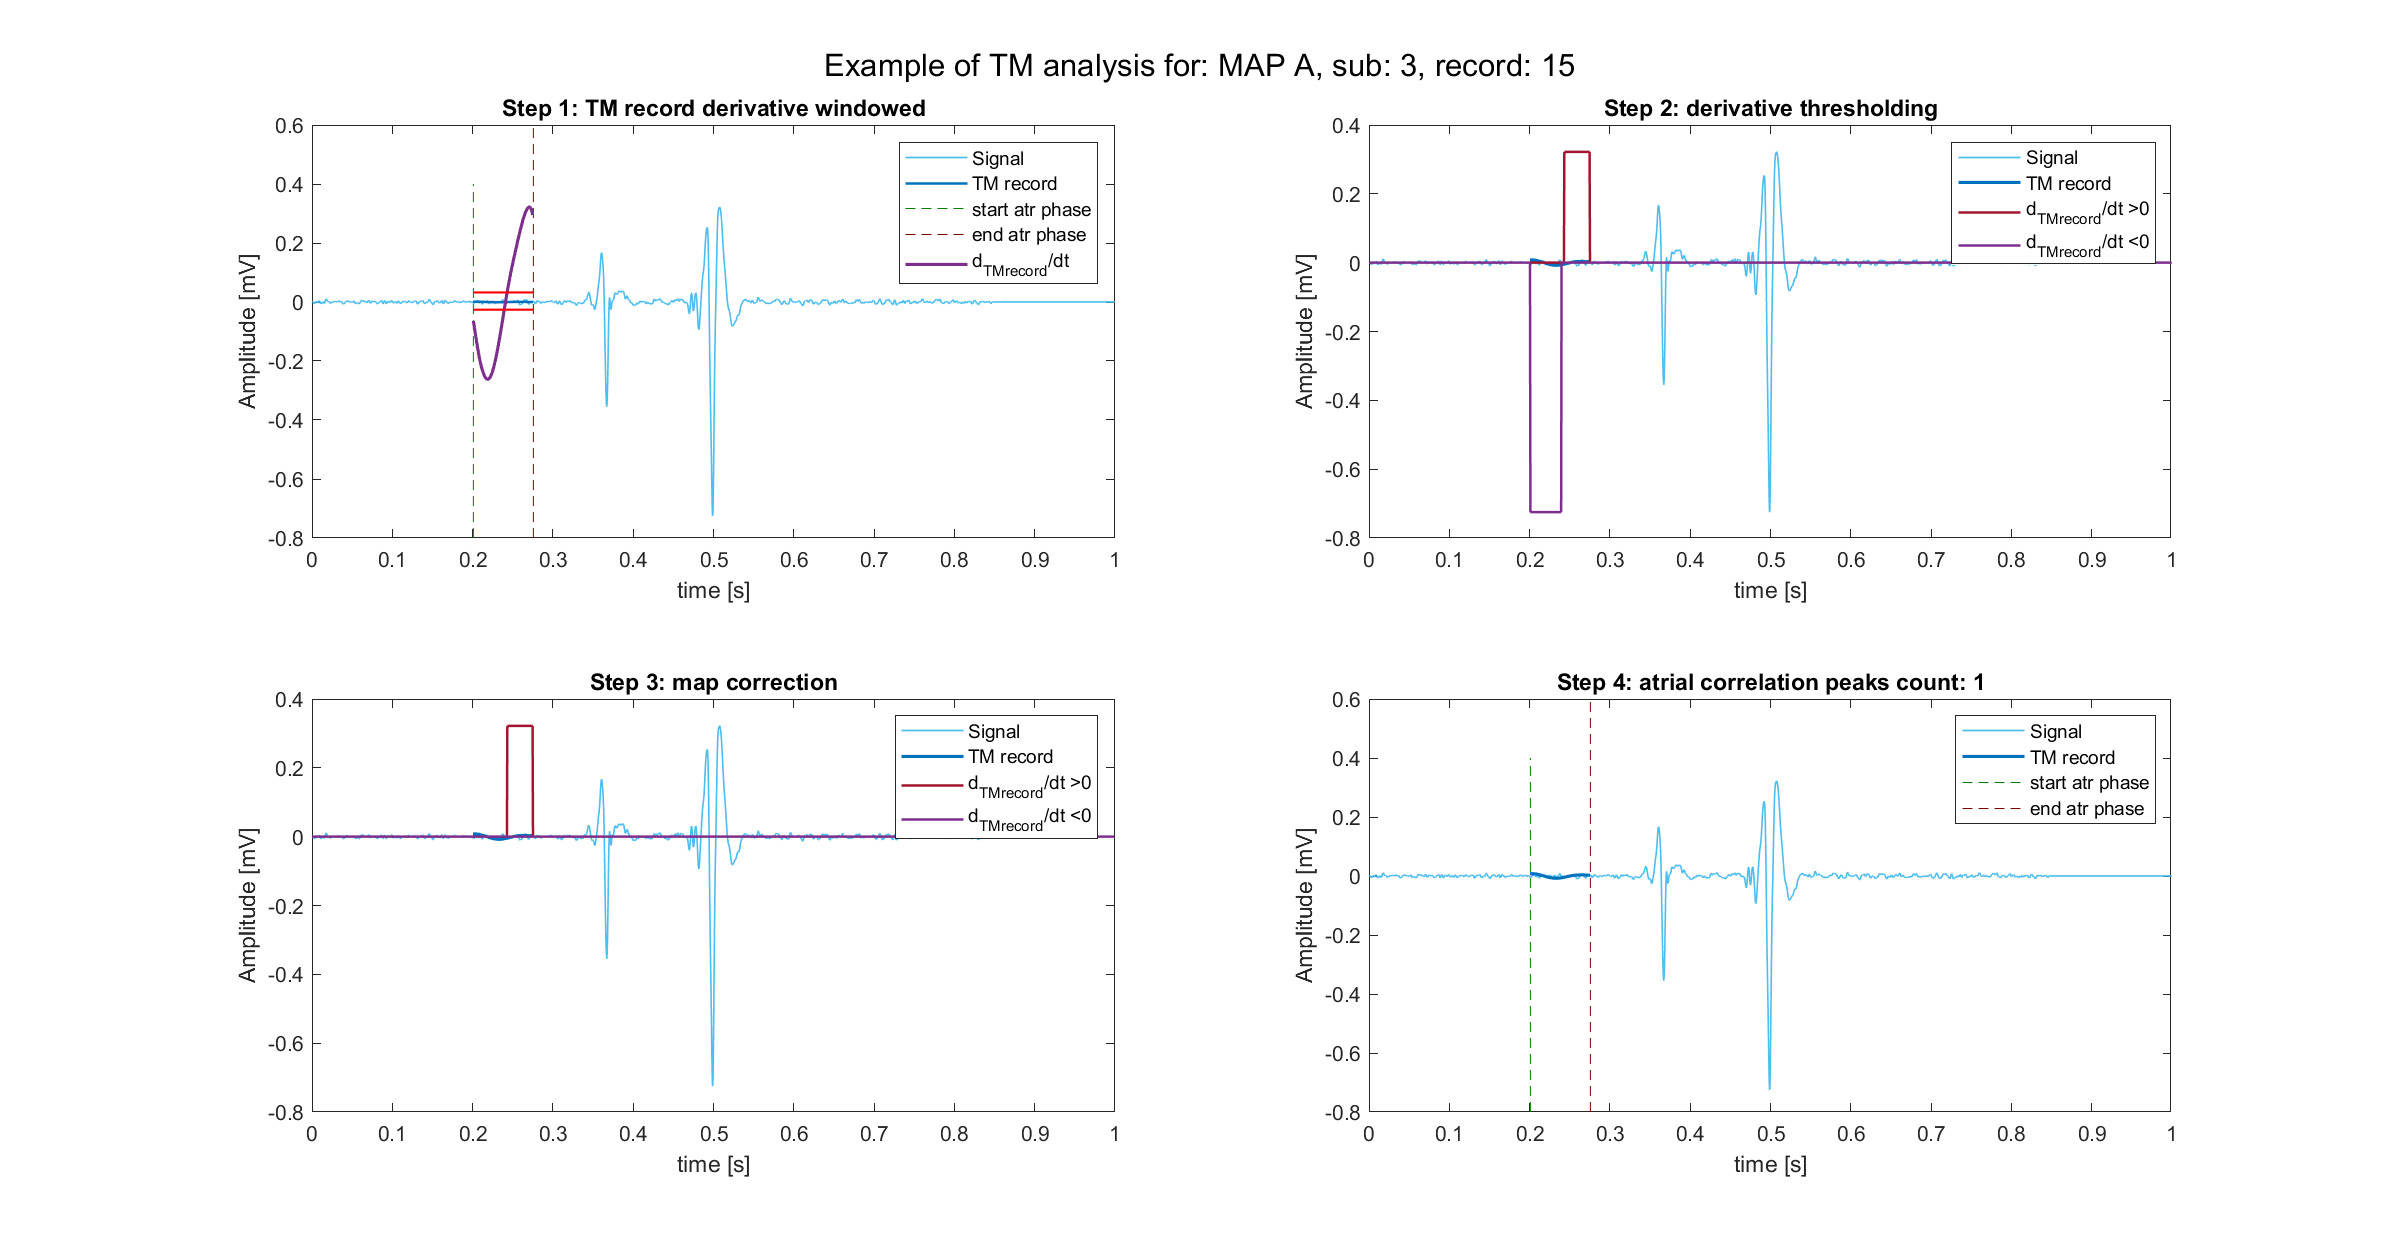 Example of TM analysis for: MAP A, sub: 3, record: 15
Step 1: TM record derivative windowed
0.6
0.4
0.2
0
-0.2
-0.4
-0.6
-0.8
Amplitude [mV]
Signal
TM record
start atr phase
end atr phase
dTMrecord/dt
0 0.1 0.2 0.3 0.4 0.5 0.6 0.7 0.8 0.9 1
time [s]
Step 2: derivative thresholding
0.4
0.2
0
-0.2
-0.4
-0.6
-0.8
Amplitude [mV]
Signal
TM record
dTMrecord/dt >0
dTMrecord/dt <0
0 0.1 0.2 0.3 0.4 0.5 0.6 0.7 0.8 0.9 1
time [s]
Step 3: map correction
0.4
0.2
0
-0.2
-0.4
-0.6
-0.8
Amplitude [mV]
Signal
TM record
dTMrecord/dt >0
dTMrecord/dt <0
0 0.1 0.2 0.3 0.4 0.5 0.6 0.7 0.8 0.9 1
time [s]
Step 4: atrial correlation peaks count: 1
0.6
0.4
0.2
0
-0.2
-0.4
-0.6
-0.8
Amplitude [mV]
Signal
TM record
start atr phase
end atr phase
0 0.1 0.2 0.3 0.4 0.5 0.6 0.7 0.8 0.9 1
time [s]